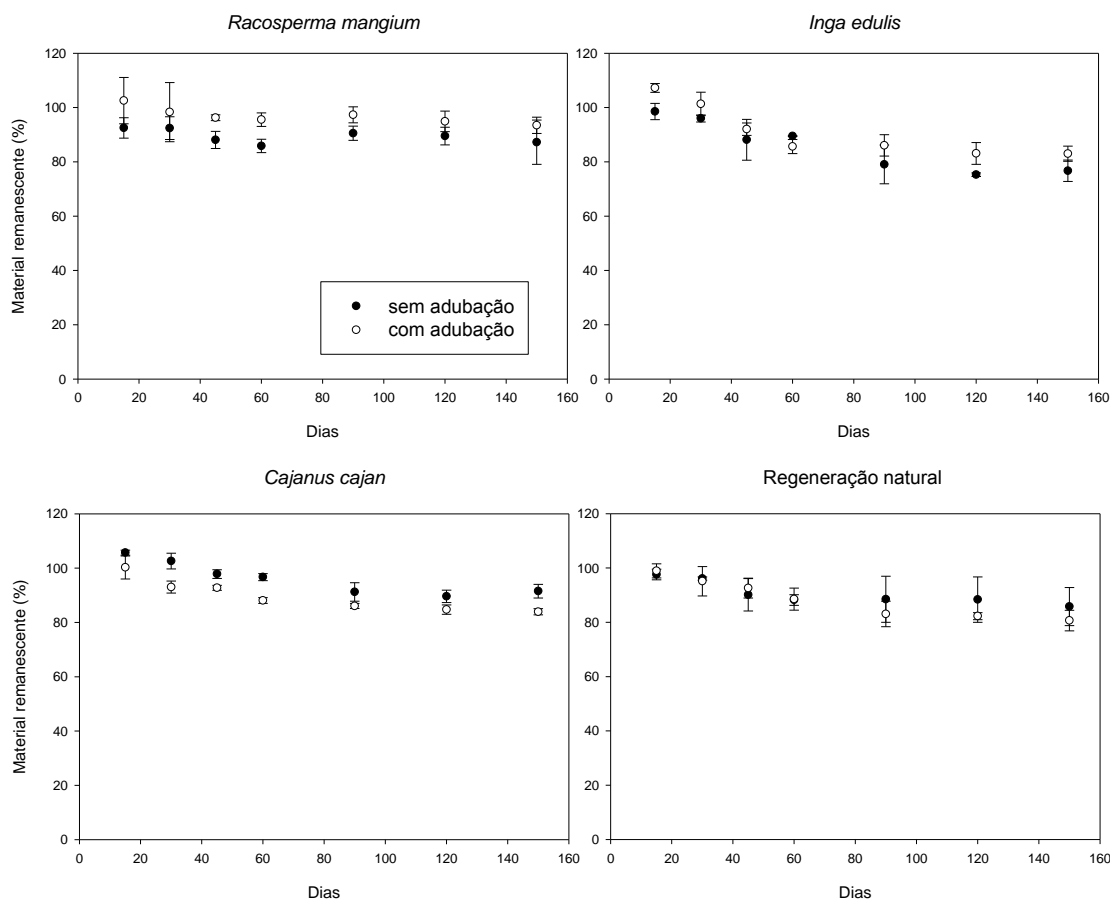 Racosperma mangium
Inga edulis
120
100
80
60
40
20
0
Material remanescente (%)
sem adubação
com adubação
0 20 40 60 80 100 120 140 160
Dias
120
100
80
60
40
20
0
0 20 40 60 80 100 120 140 160
Dias
Cajanus cajan
Regeneração natural
120
100
80
60
40
20
0
Material remanescente (%)
0 20 40 60 80 100 120 140 160
Dias
120
100
80
60
40
20
0
0 20 40 60 80 100 120 140 160
Dias